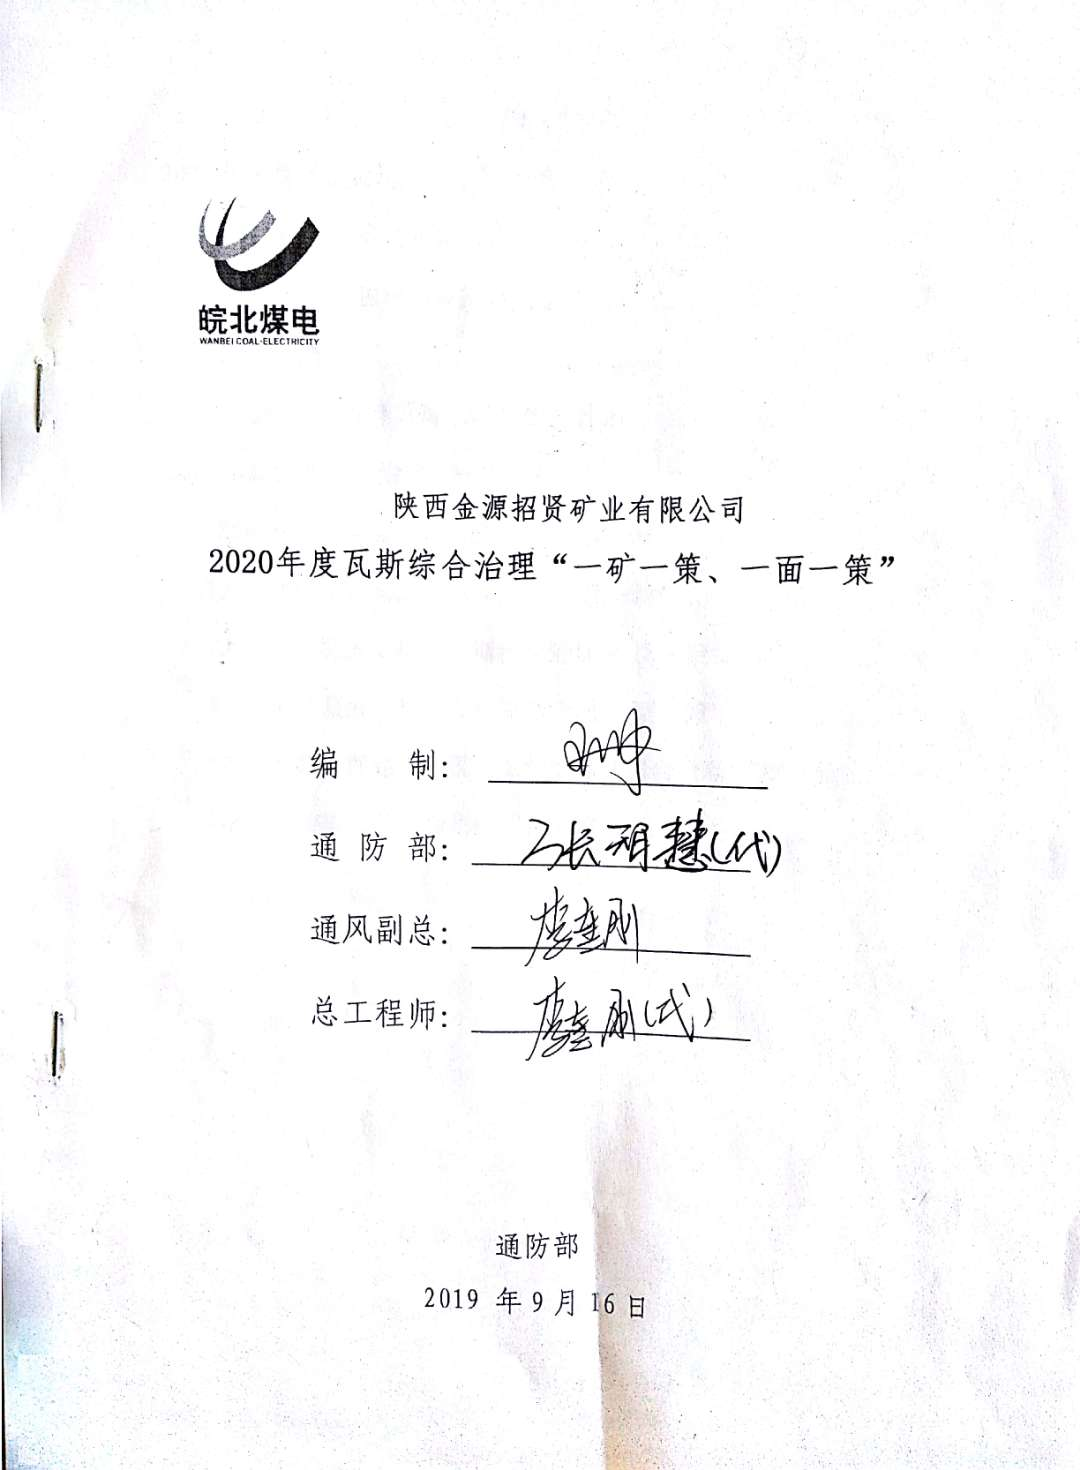 皖北煤电
WANBEI COAL-ELECTRICITY
陕西金源招贤矿业有限公司
2020年度瓦斯综合治理“一矿一策、一面一策”
编 制:
通 防 部: 张明慧(代)
通风副总:
总工程师: (代)
通防部
2019 年 9 月 16 日